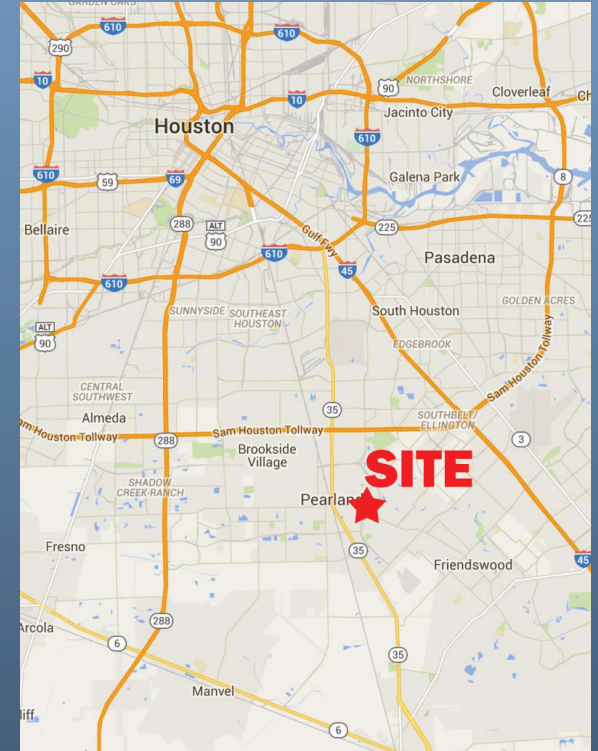 GARDEN OAKS
610
610
290
10
90
NORTHSHORE
Cloverleaf
10
Jacinto City
Houston
610
Galena Park
610
59
69
8
288
ALT
90
225
225
Bellaire
Gulf Fwy
610
45
Pasadena
610
SUNNYSIDE
SOUTHEAST
HOUSTON
South Houston
GOLDEN ACRES
ALT
90
EDGEBROOK
Sam Houston Tollway
CENTRAL
SOUTHWEST
35
Almeda
SOUTHBELT/
ELLINGTON
am Houston Tollway
288
Sam Houston Tollway
3
Brookside
Village
SITE
SHADOW
CREEK RANCH
Pearland
35
Fresno
Friendswood
45
288
Arcola
6
35
Manvel
liff
6